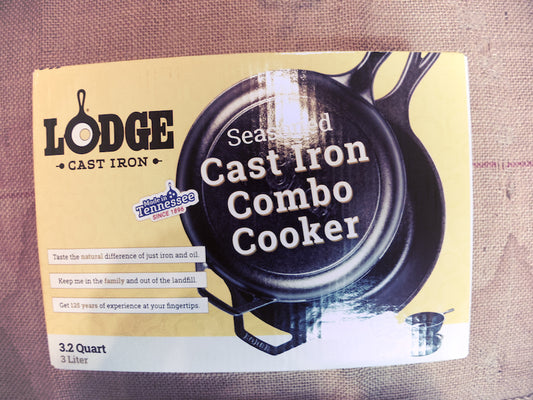 LODGE
CAST IRON
Seasoned
Cast Iron
Combo
Cooker
Made in
Tennessee
SINCE 1896
Taste the natural difference of just iron and oil.
Keep me in the family and out of the landfill.
Get 125 years of experience at your fingertips.
LODGE
3.2 Quart
3 Liter